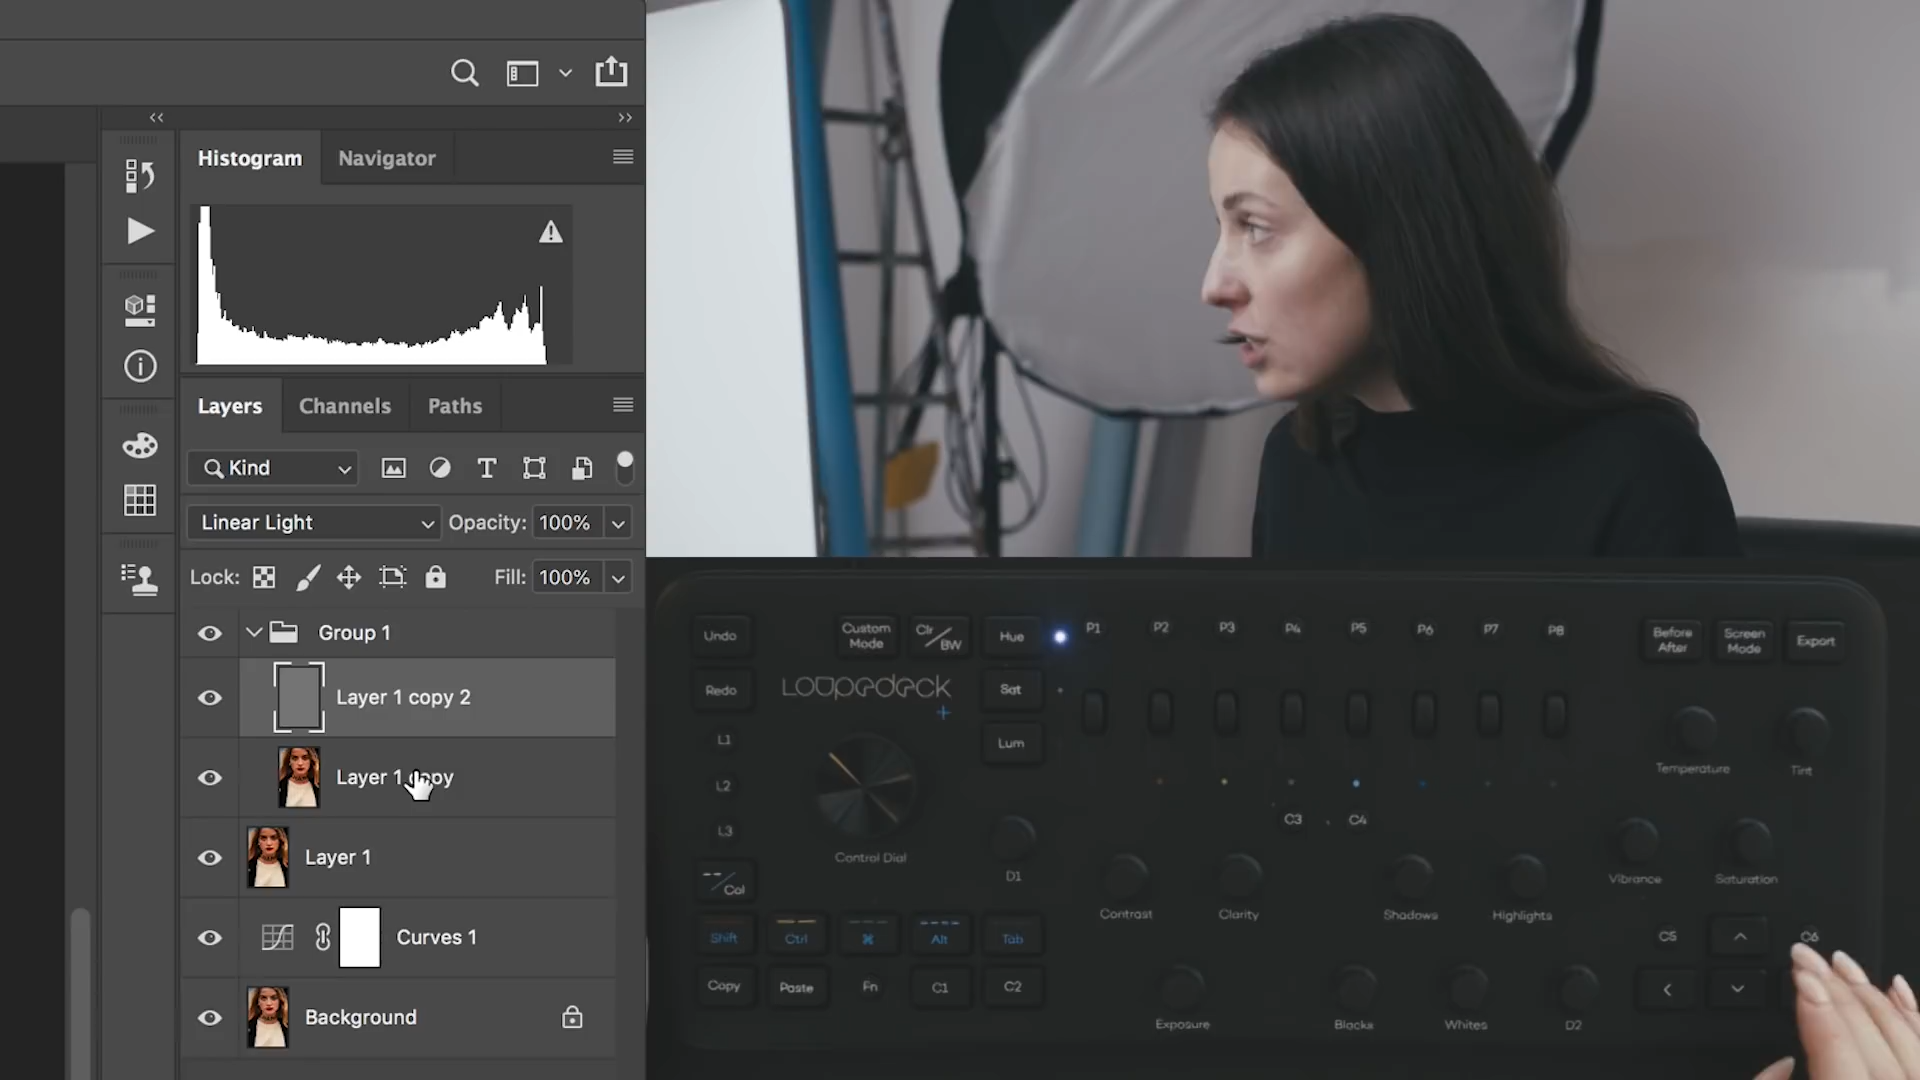 Histogram
Navigator
Layers
Channels
Paths
Kind
Linear Light
Opacity: 100%
Lock:
Fill: 100%
Group 1
Layer 1 copy 2
Layer 1 copy
Layer 1
Curves 1
Background
Undo
Custom Mode
Clr/BW
Hue
P1 P2 P3 P4 P5 P6 P7 P8
Before After
Screen Mode
Export
Redo
Loupedeck
+
Sat
L1
Lum
L2
Temperature
Tint
L3
C3
C4
Control Dial
D1
Col
Vibrance
Saturation
Contrast
Clarity
Shadows
Highlights
Shift
Ctrl
⌘
Alt
Tab
C5
C6
Copy
Paste
Fn
C1
C2
Exposure
Blacks
Whites
D2